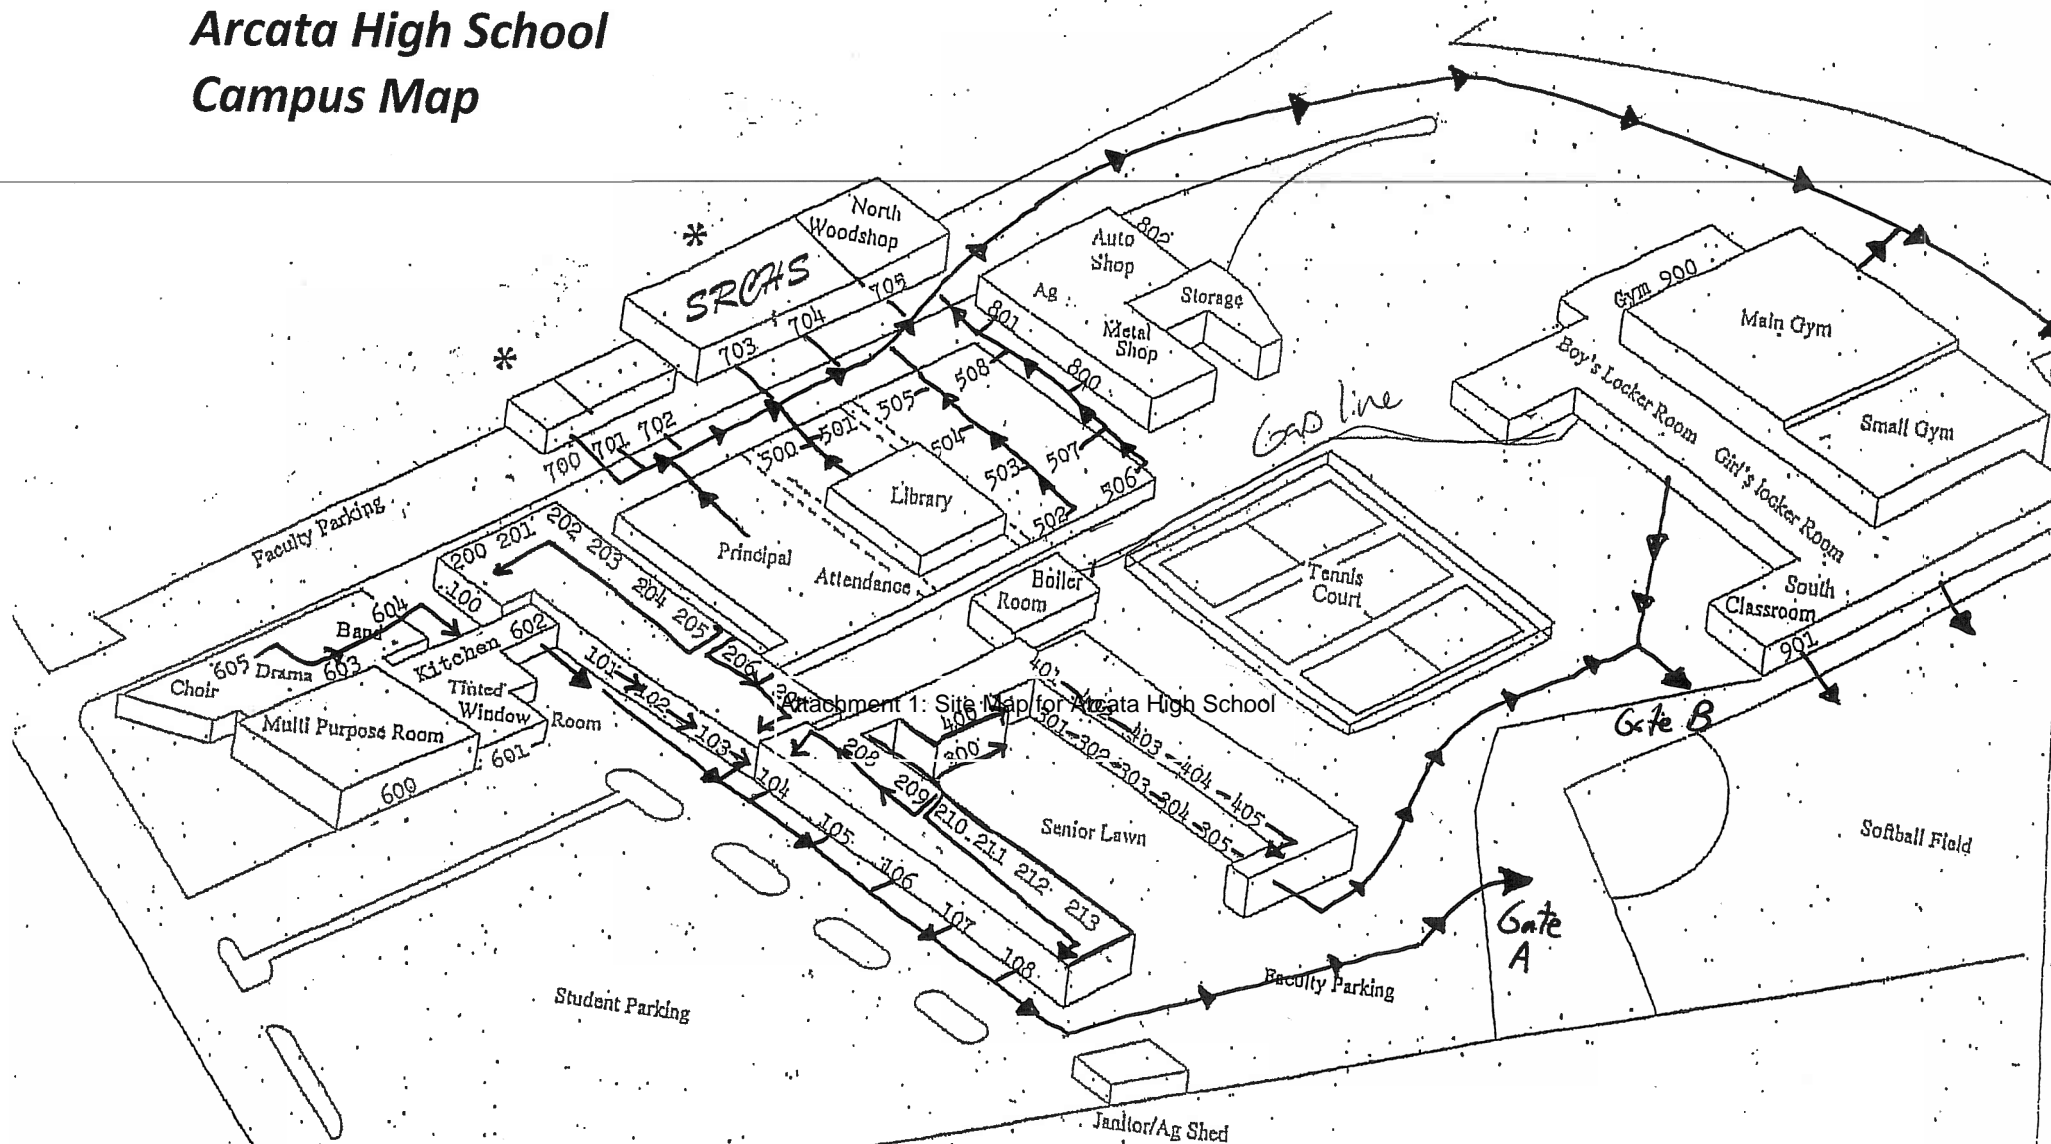 Arcata High School
Campus Map
North
Woodshop
SRCHS
705
704
703
702
701
700
Auto
Shop
802
Ag
Storage
Metal
Shop
801
800
508
505
501
500
504
503
507
506
502
Library
Principal
Attendance
Boiler
Room
Gym 900
Main Gym
Small Gym
Boy's Locker Room
Girl's locker Room
South
Classroom
901
Gas line
Tennis
Court
Faculty Parking
200 201 202 203 204 205 206
100
604
Band
602
Kitchen
605 Drama 603
Choir
Tinted
Window
Room
Multi Purpose Room
601
600
101
102
103
104
105
106
107
108
Attachment 1: Site Map for Arcata High School
208
209
210 211 212 213
401
403
404
405
406
300
301
302
303
304
305
Senior Lawn
Gate B
Softball Field
Gate
A
Faculty Parking
Student Parking
Janitor/Ag Shed